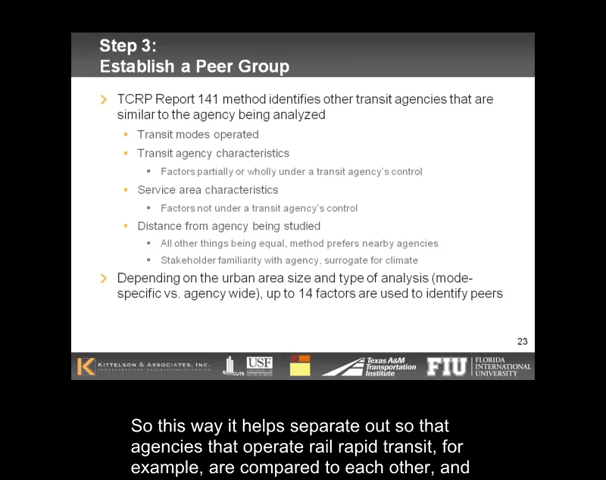 Step 3:
Establish a Peer Group
TCRP Report 141 method identifies other transit agencies that are
similar to the agency being analyzed
Transit modes operated
Transit agency characteristics
Factors partially or wholly under a transit agency's control
Service area characteristics
Factors not under a transit agency's control
Distance from agency being studied
All other things being equal, method prefers nearby agencies
Stakeholder familiarity with agency, surrogate for climate
Depending on the urban area size and type of analysis (mode-
specific vs. agency wide), up to 14 factors are used to identify peers
23
KITTELSON & ASSOCIATES, INC.
USF
Texas A&M
Transportation
Institute
FIU
FLORIDA
INTERNATIONAL
UNIVERSITY
So this way it helps separate out so that
agencies that operate rail rapid transit, for
example, are compared to each other, and